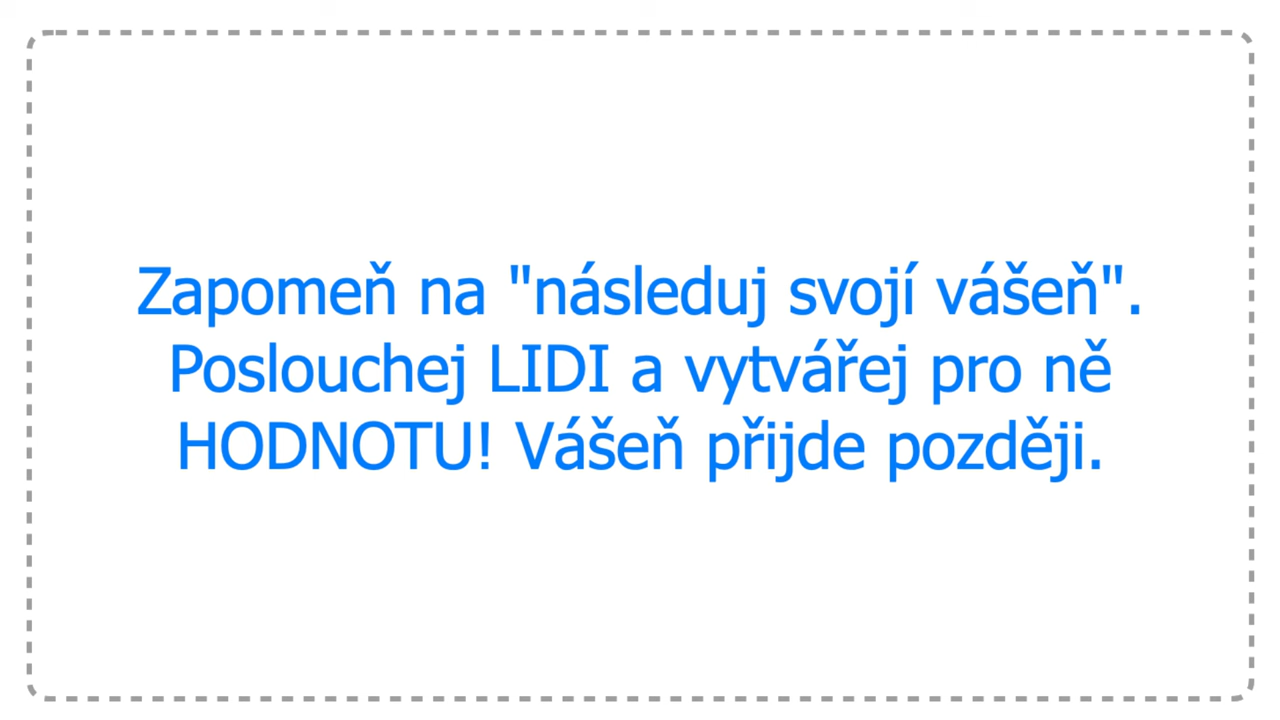 Zapomeň na "následuj svojí vášeň".
Poslouchej LIDI a vytvářej pro ně
HODNOTU! Vášeň přijde později.